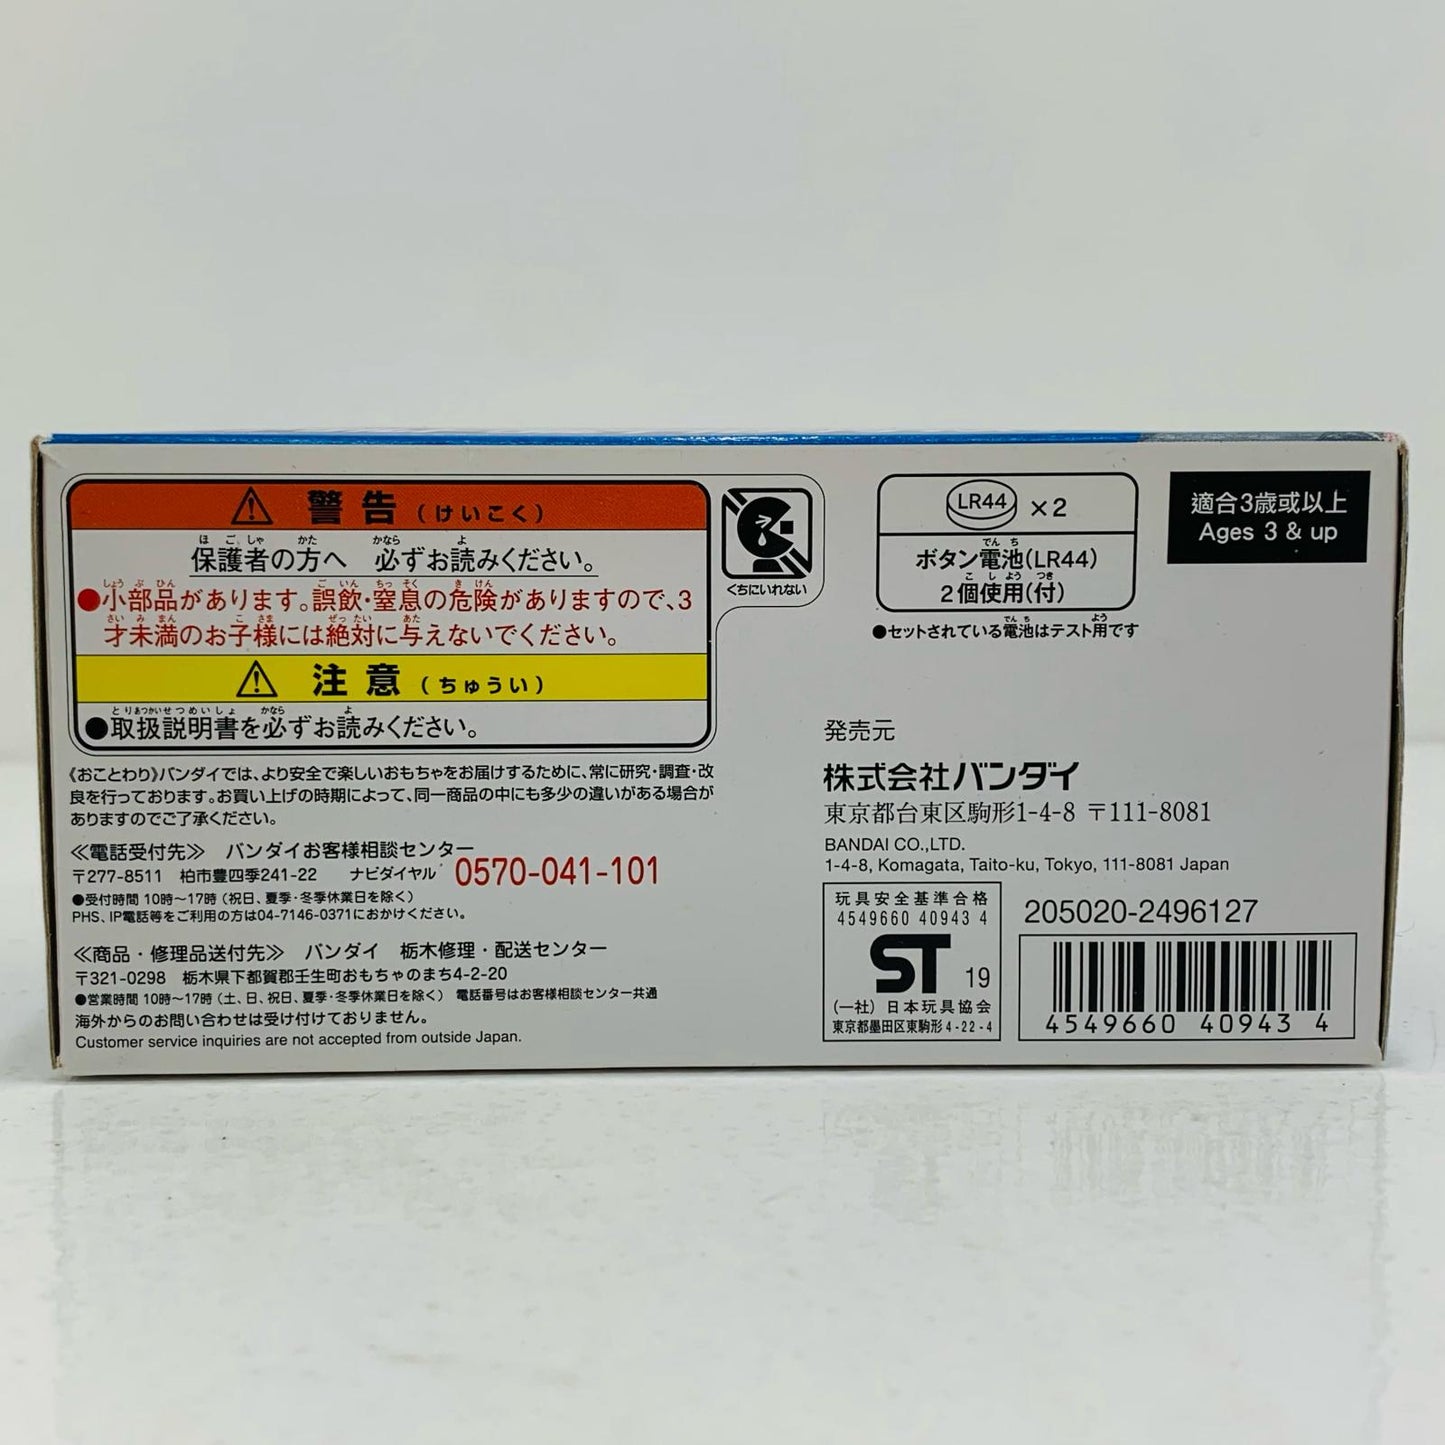 警告(けいこく)
保護者の方へ 必ずお読みください。
●小部品があります。誤飲・窒息の危険がありますので、3
才未満のお子様には絶対に与えないでください。
注意(ちゅうい)
●取扱説明書を必ずお読みください。
くちにいれない
《おことわり》バンダイでは、より安全で楽しいおもちゃをお届けするために、常に研究・調査・改
良を行っております。お買い上げの時期によって、同一商品の中にも多少の違いがある場合が
ありますのでご了承ください。
≪電話受付先≫ バンダイお客様相談センター
〒277-8511 柏市豊四季241-22 ナビダイヤル 0570-041-101
●受付時間 10時〜17時(祝日、夏季・冬季休業日を除く)
PHS、IP電話等をご利用の方は04-7146-0371におかけください。
≪商品・修理品送付先≫ バンダイ 栃木修理・配送センター
〒321-0298 栃木県下都賀郡壬生町おもちゃのまち4-2-20
●営業時間 10時〜17時(土、日、祝日、夏季・冬季休業日を除く) 電話番号はお客様相談センター共通
海外からのお問い合わせは受け付けておりません。
Customer service inquiries are not accepted from outside Japan.
LR44 ×2
ボタン電池(LR44)
2個使用(付)
●セットされている電池はテスト用です
適合3歳或以上
Ages 3 & up
発売元
株式会社バンダイ
東京都台東区駒形1-4-8 〒111-8081
BANDAI CO.,LTD.
1-4-8, Komagata, Taito-ku, Tokyo, 111-8081 Japan
玩具安全基準合格
4549660 40943 4
ST 19
(一社)日本玩具協会
東京都墨田区東駒形4-22-4
205020-2496127
4549660 409434